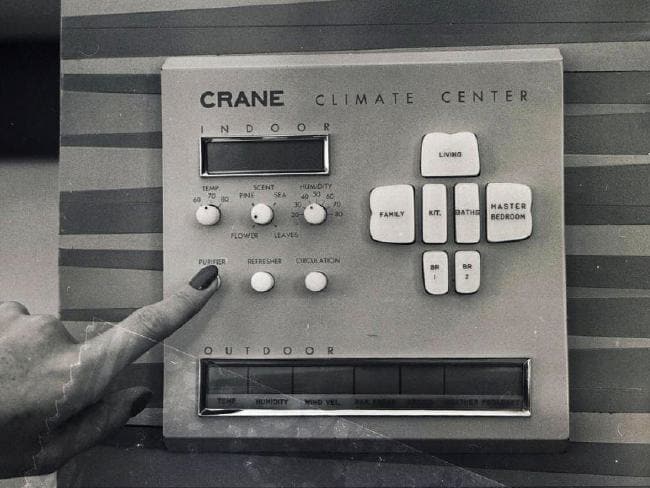 CRANE CLIMATE CENTER
INDOOR
TEMP.
60 70 80
SCENT
PINE SEA
FLOWER LEAVES
HUMIDITY
20 30 40 50 60 70 80
PURIFIER REFRESHER CIRCULATION
LIVING
FAMILY
KIT.
BATHS
MASTER
BEDROOM
BR
1
BR
2
OUTDOOR
TEMP. HUMIDITY WIND VEL.